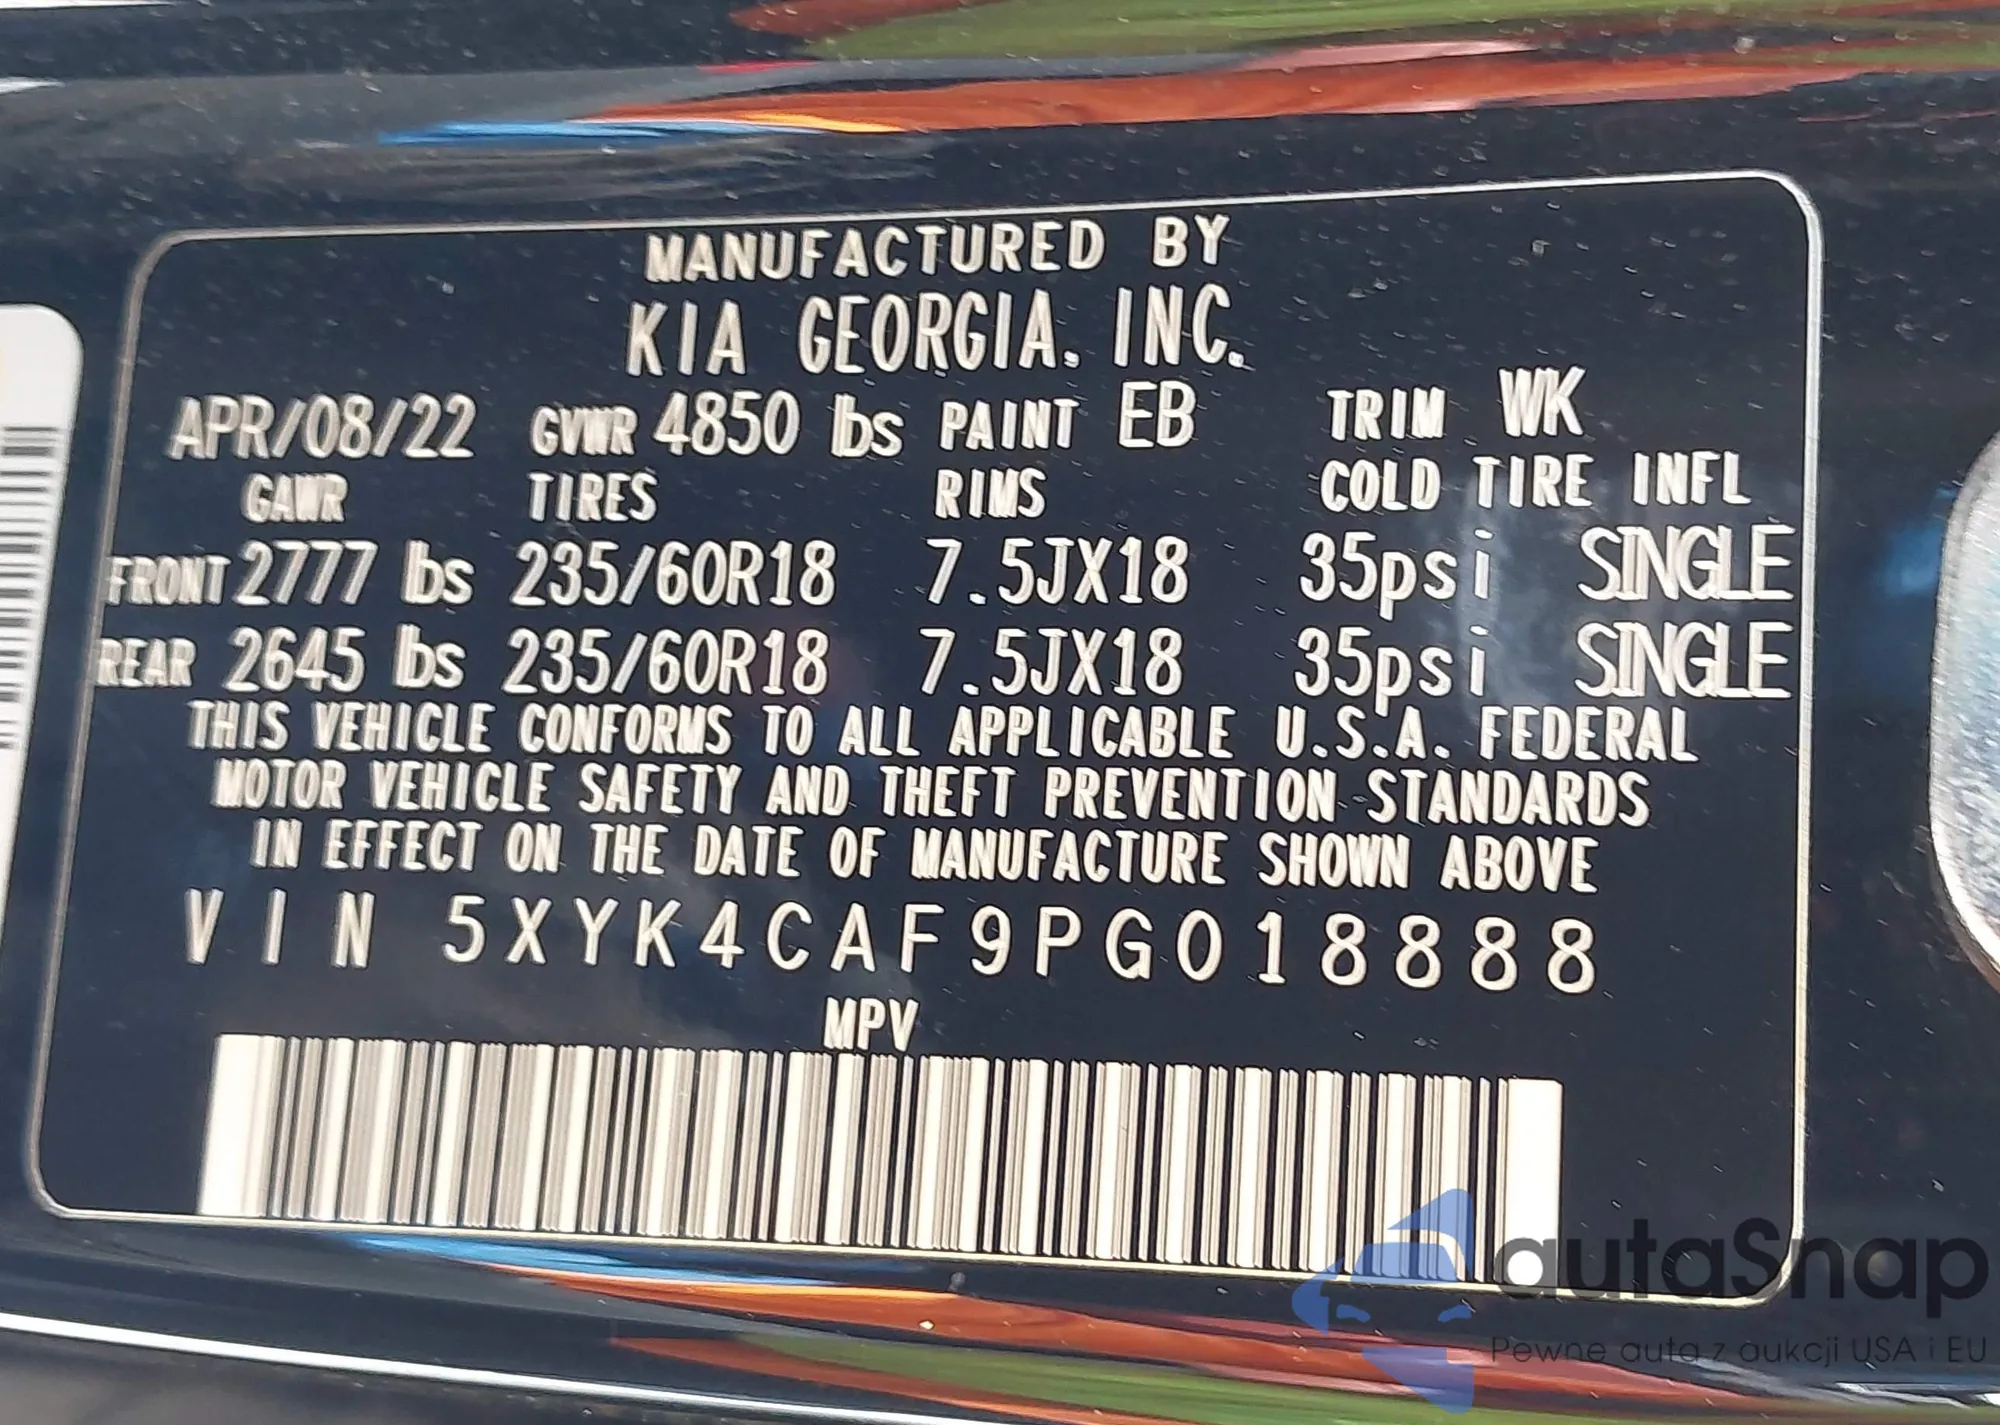 MANUFACTURED BY
KIA GEORGIA, INC.
APR/08/22 GVWR 4850 lbs PAINT EB TRIM WK
GAWR TIRES RIMS COLD TIRE INFL
FRONT 2777 lbs 235/60R18 7.5JX18 35psi SINGLE
REAR 2645 lbs 235/60R18 7.5JX18 35psi SINGLE
THIS VEHICLE CONFORMS TO ALL APPLICABLE U.S.A. FEDERAL
MOTOR VEHICLE SAFETY AND THEFT PREVENTION STANDARDS
IN EFFECT ON THE DATE OF MANUFACTURE SHOWN ABOVE
VIN 5XYK4CAF9PG018888
MPV
autaSnap
Pewne auta z aukcji USA i EU